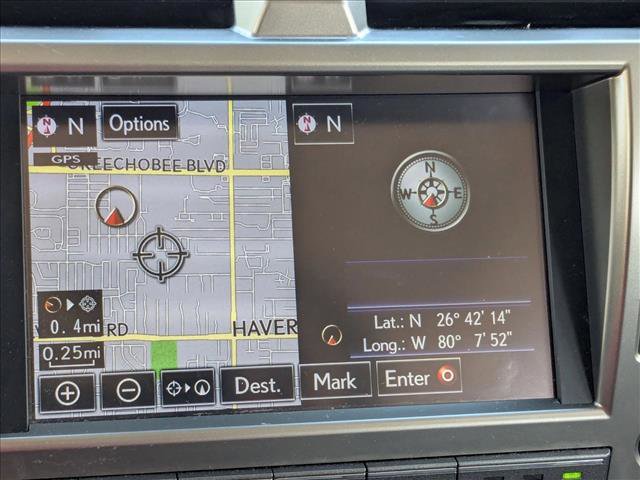 N
Options
N
GPS
OKEECHOBEE BLVD
N
W E
S
0.4mi
RD
HAVER
Lat.: N 26° 42' 14"
Long.: W 80° 7' 52"
0.25mi
Dest.
Mark
Enter